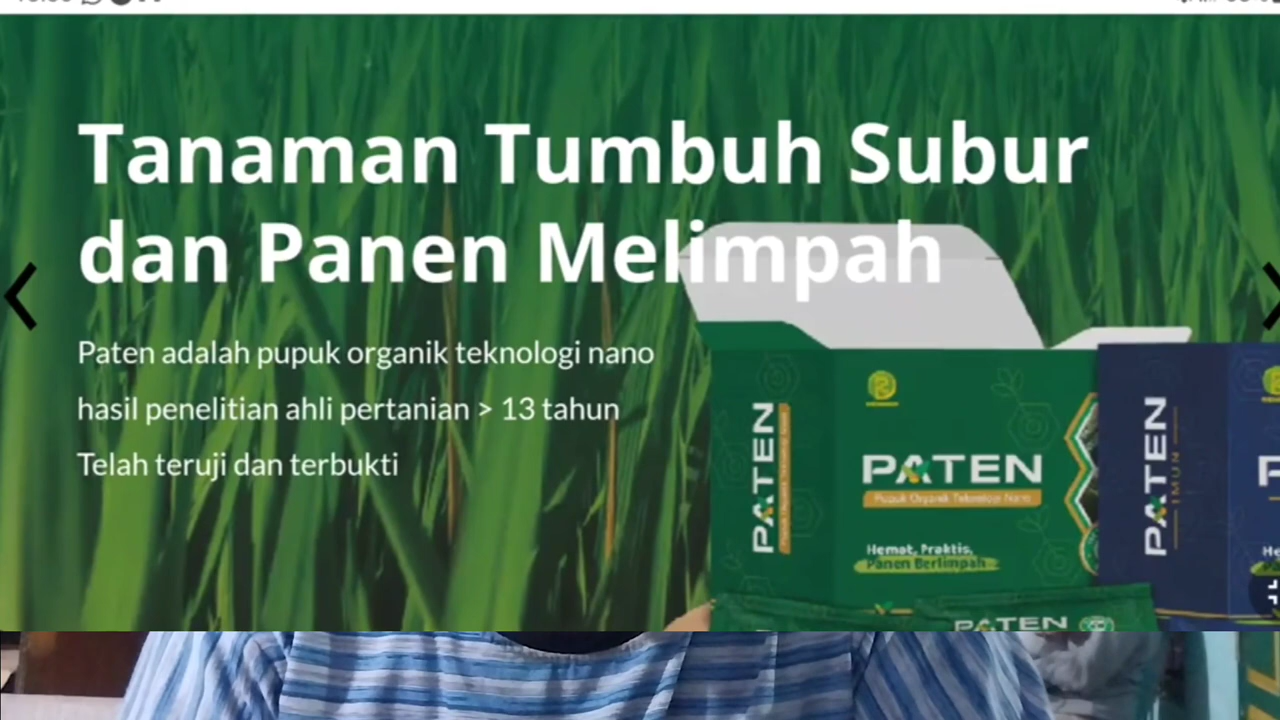 Tanaman Tumbuh Subur
dan Panen Melimpah
Paten adalah pupuk organik teknologi nano
hasil penelitian ahli pertanian > 13 tahun
Telah teruji dan terbukti
PATEN
PATEN
Pupuk Organik Teknologi Nano
Hemat, Praktis,
Panen Berlimpah
PATEN
IMUN
PATEN